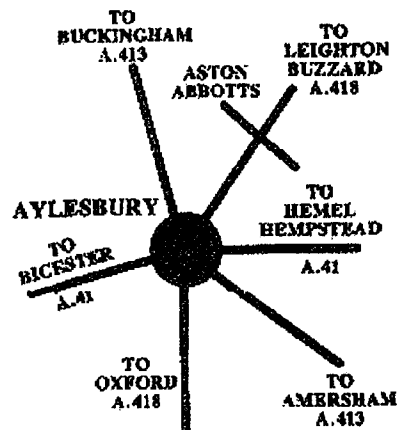 TO
BUCKINGHAM
A.413
TO
LEIGHTON
BUZZARD
A.418
ASTON
ABBOTTS
AYLESBURY
TO
HEMEL
HEMPSTEAD
A.41
TO
BICESTER
A.41
TO
OXFORD
A.418
TO
AMERSHAM
A.413